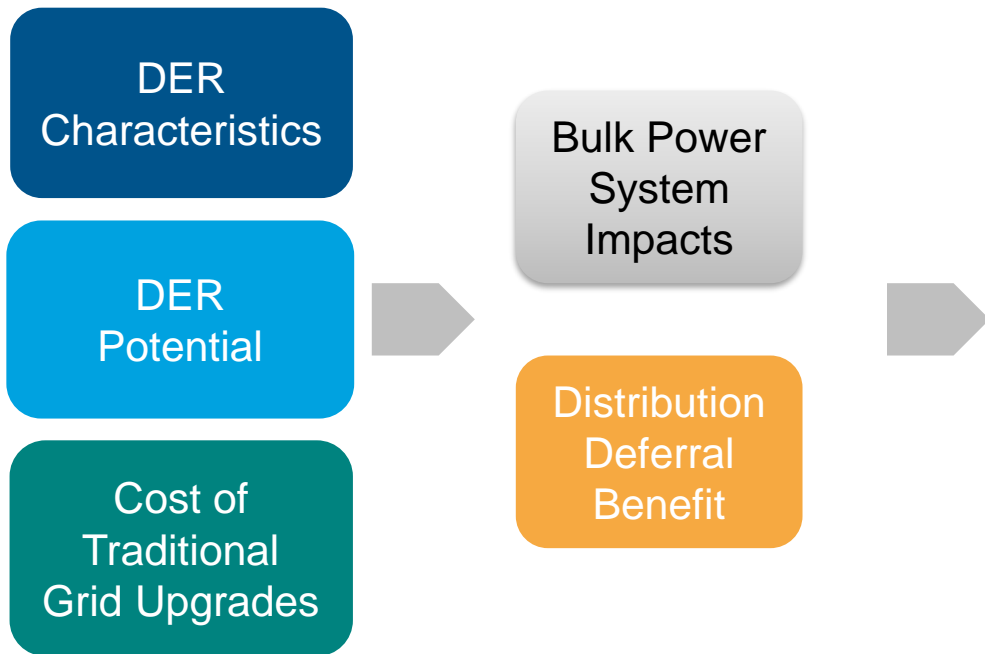 DER
Characteristics
DER
Potential
Cost of
Traditional
Grid Upgrades
Bulk Power
System
Impacts
Distribution
Deferral
Benefit